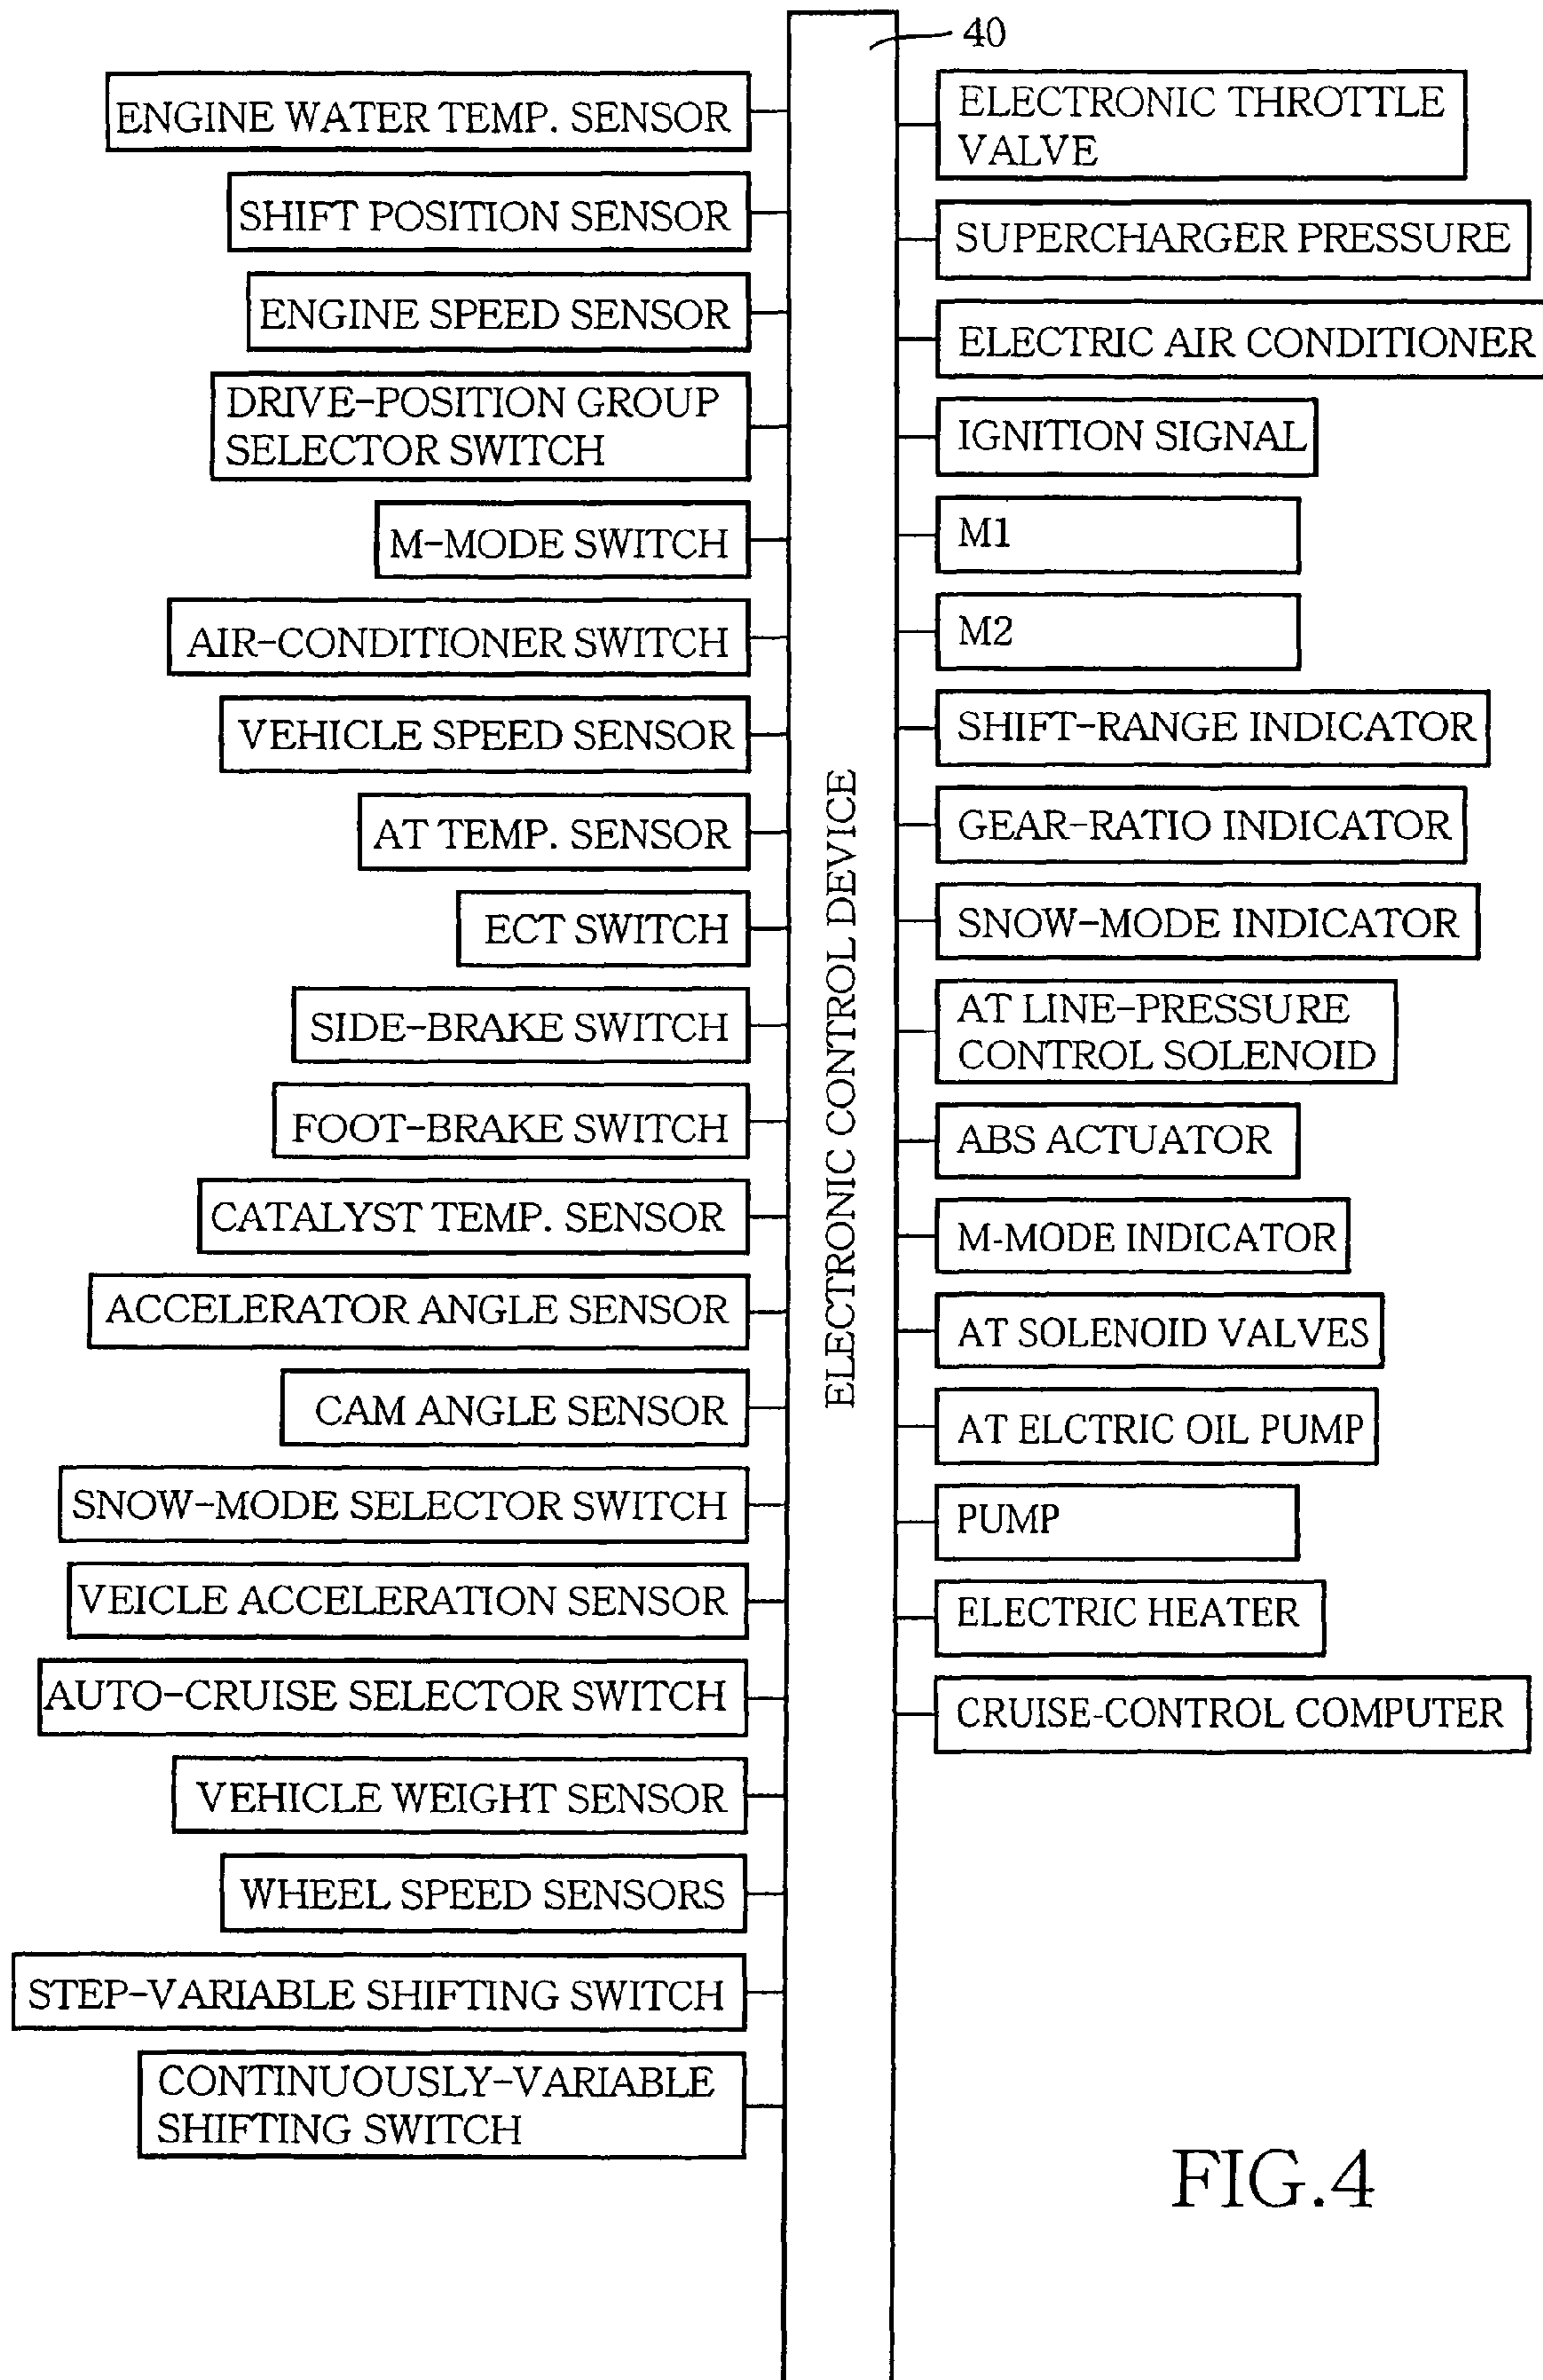 40
ENGINE WATER TEMP. SENSOR
SHIFT POSITION SENSOR
ENGINE SPEED SENSOR
DRIVE-POSITION GROUP
SELECTOR SWITCH
M-MODE SWITCH
AIR-CONDITIONER SWITCH
VEHICLE SPEED SENSOR
AT TEMP. SENSOR
ECT SWITCH
SIDE-BRAKE SWITCH
FOOT-BRAKE SWITCH
CATALYST TEMP. SENSOR
ACCELERATOR ANGLE SENSOR
CAM ANGLE SENSOR
SNOW-MODE SELECTOR SWITCH
VEICLE ACCELERATION SENSOR
AUTO-CRUISE SELECTOR SWITCH
VEHICLE WEIGHT SENSOR
WHEEL SPEED SENSORS
STEP-VARIABLE SHIFTING SWITCH
CONTINUOUSLY-VARIABLE
SHIFTING SWITCH
ELECTRONIC CONTROL DEVICE
ELECTRONIC THROTTLE
VALVE
SUPERCHARGER PRESSURE
ELECTRIC AIR CONDITIONER
IGNITION SIGNAL
M1
M2
SHIFT-RANGE INDICATOR
GEAR-RATIO INDICATOR
SNOW-MODE INDICATOR
AT LINE-PRESSURE
CONTROL SOLENOID
ABS ACTUATOR
M-MODE INDICATOR
AT SOLENOID VALVES
AT ELCTRIC OIL PUMP
PUMP
ELECTRIC HEATER
CRUISE-CONTROL COMPUTER
FIG.4